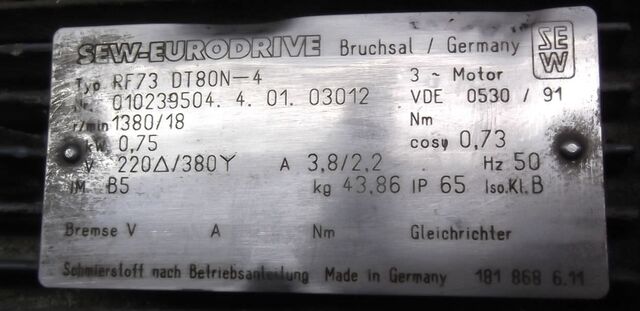 SEW-EURODRIVE Bruchsal / Germany SEW
Typ RF73 DT80N-4 3 ~ Motor
Nr. 010239504. 4. 01. 03012 VDE 0530 / 91
r/min 1380/18 Nm
kW 0,75 cosφ 0,73
V 220Δ/380Y A 3,8/2,2 Hz 50
IM B5 kg 43,86 IP 65 Iso.Kl. B
Bremse V A Nm Gleichrichter
Schmierstoff nach Betriebsanleitung Made in Germany 181 868 6.11